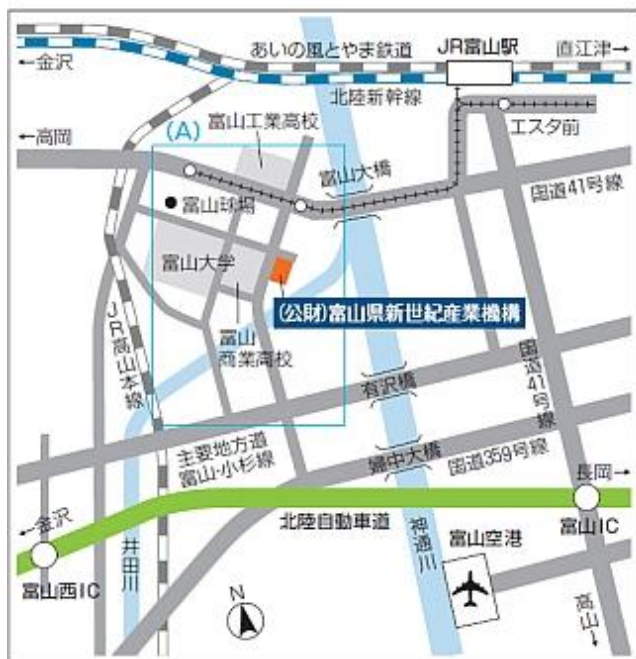 あいの風とやま鉄道
JR富山駅
直江津→
←金沢
北陸新幹線
(A)
富山工業高校
エスタ前
←高岡
富山大橋
国道41号線
富山球場
富山大学
(公財)富山県新世紀産業機構
富山
商業高校
JR高山本線
有沢橋
国道41号線
主要地方道
富山・小杉線
婦中大橋
国道359号線
長岡→
←金沢
北陸自動車道
富山IC
富山西IC
井田川
神通川
富山空港
N
高山→